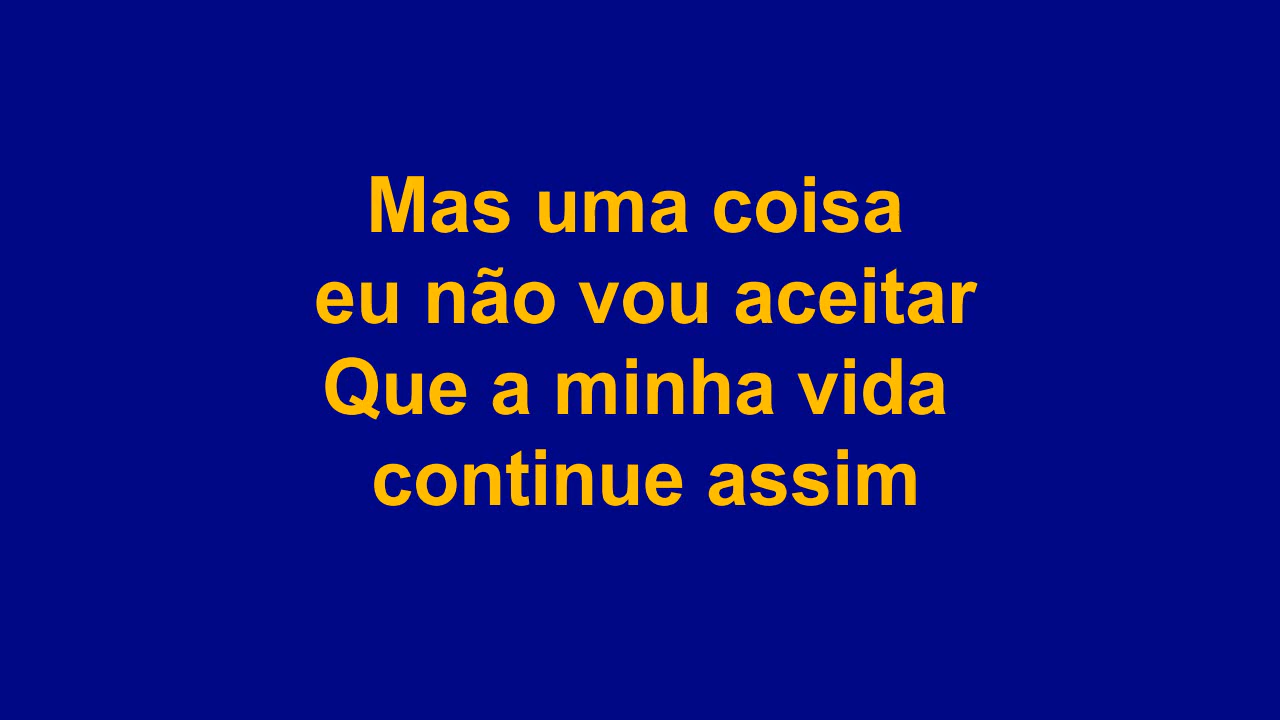 Mas uma coisa
eu não vou aceitar
Que a minha vida
continue assim